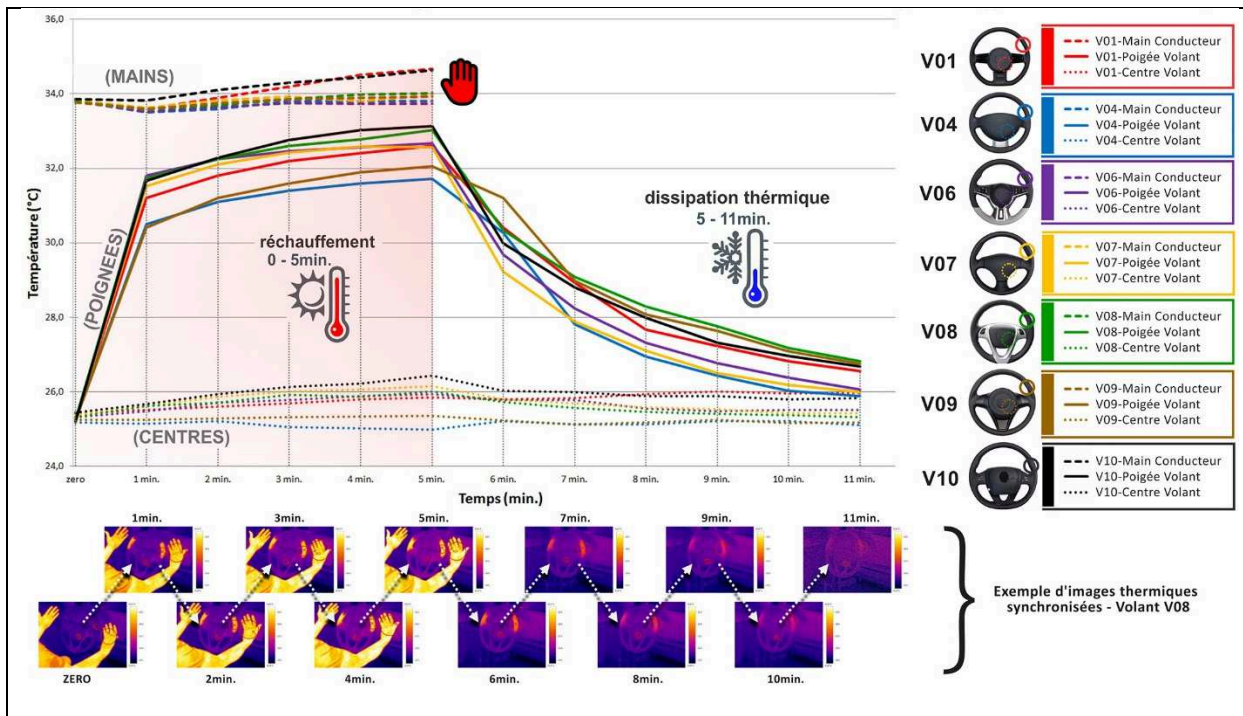 36,0
34,0
32,0
30,0
28,0
26,0
24,0
Température (°C)
(MAINS)
(POIGNEES)
(CENTRES)
réchauffement
0 - 5min.
dissipation thérmique
5 - 11min.
zero
1 min.
2 min.
3 min.
4 min.
5 min.
6 min.
7 min.
8 min.
9 min.
10 min.
11 min.
Temps (min.)
V01
V01-Main Conducteur
V01-Poigée Volant
V01-Centre Volant
V04
V04-Main Conducteur
V04-Poigée Volant
V04-Centre Volant
V06
V06-Main Conducteur
V06-Poigée Volant
V06-Centre Volant
V07
V07-Main Conducteur
V07-Poigée Volant
V07-Centre Volant
V08
V08-Main Conducteur
V08-Poigée Volant
V08-Centre Volant
V09
V09-Main Conducteur
V09-Poigée Volant
V09-Centre Volant
V10
V10-Main Conducteur
V10-Poigée Volant
V10-Centre Volant
1min.
3min.
5min.
7min.
9min.
11min.
ZERO
2min.
4min.
6min.
8min.
10min.
Exemple d'images thermiques
synchronisées - Volant V08